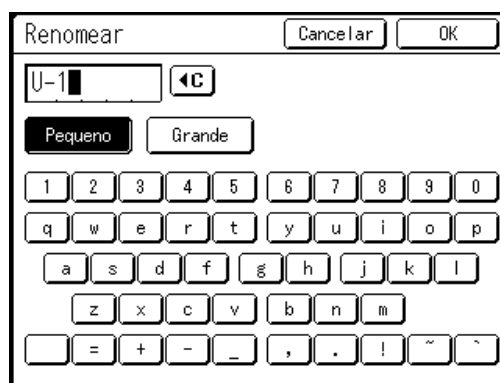 Renomear Cancelar OK
U-1 C
Pequeno Grande
1 2 3 4 5 6 7 8 9 0
q w e r t y u i o p
a s d f g h j k l
z x c v b n m
= + - _ , . ! ~ `